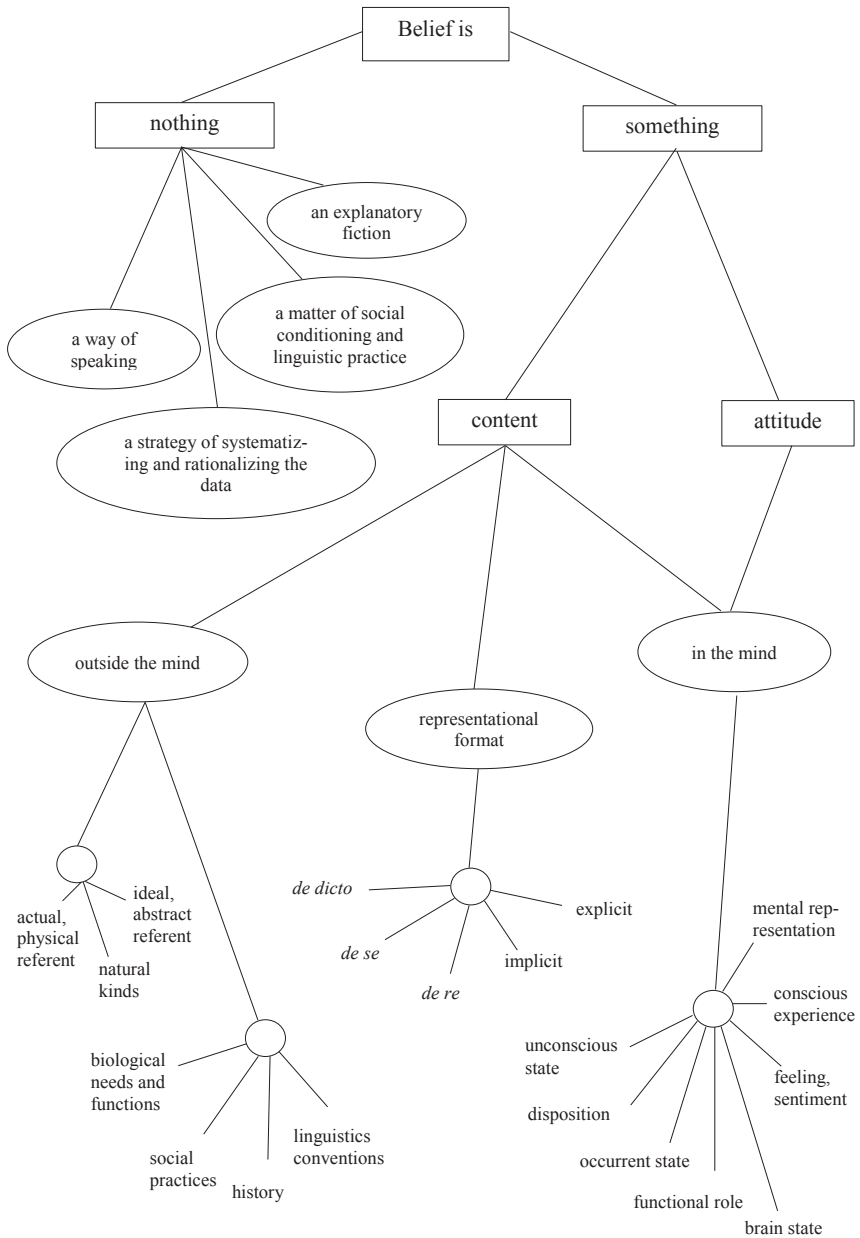 Belief is
nothing
something
an explanatory
fiction
a matter of social
conditioning and
linguistic practice
a way of
speaking
a strategy of systematiz-
ing and rationalizing the
data
content
attitude
outside the mind
in the mind
representational
format
actual,
physical
referent
ideal,
abstract
referent
natural
kinds
de dicto
de se
de re
implicit
explicit
mental rep-
resentation
conscious
experience
feeling,
sentiment
unconscious
state
disposition
occurrent state
functional role
brain state
biological
needs and
functions
social
practices
history
linguistics
conventions